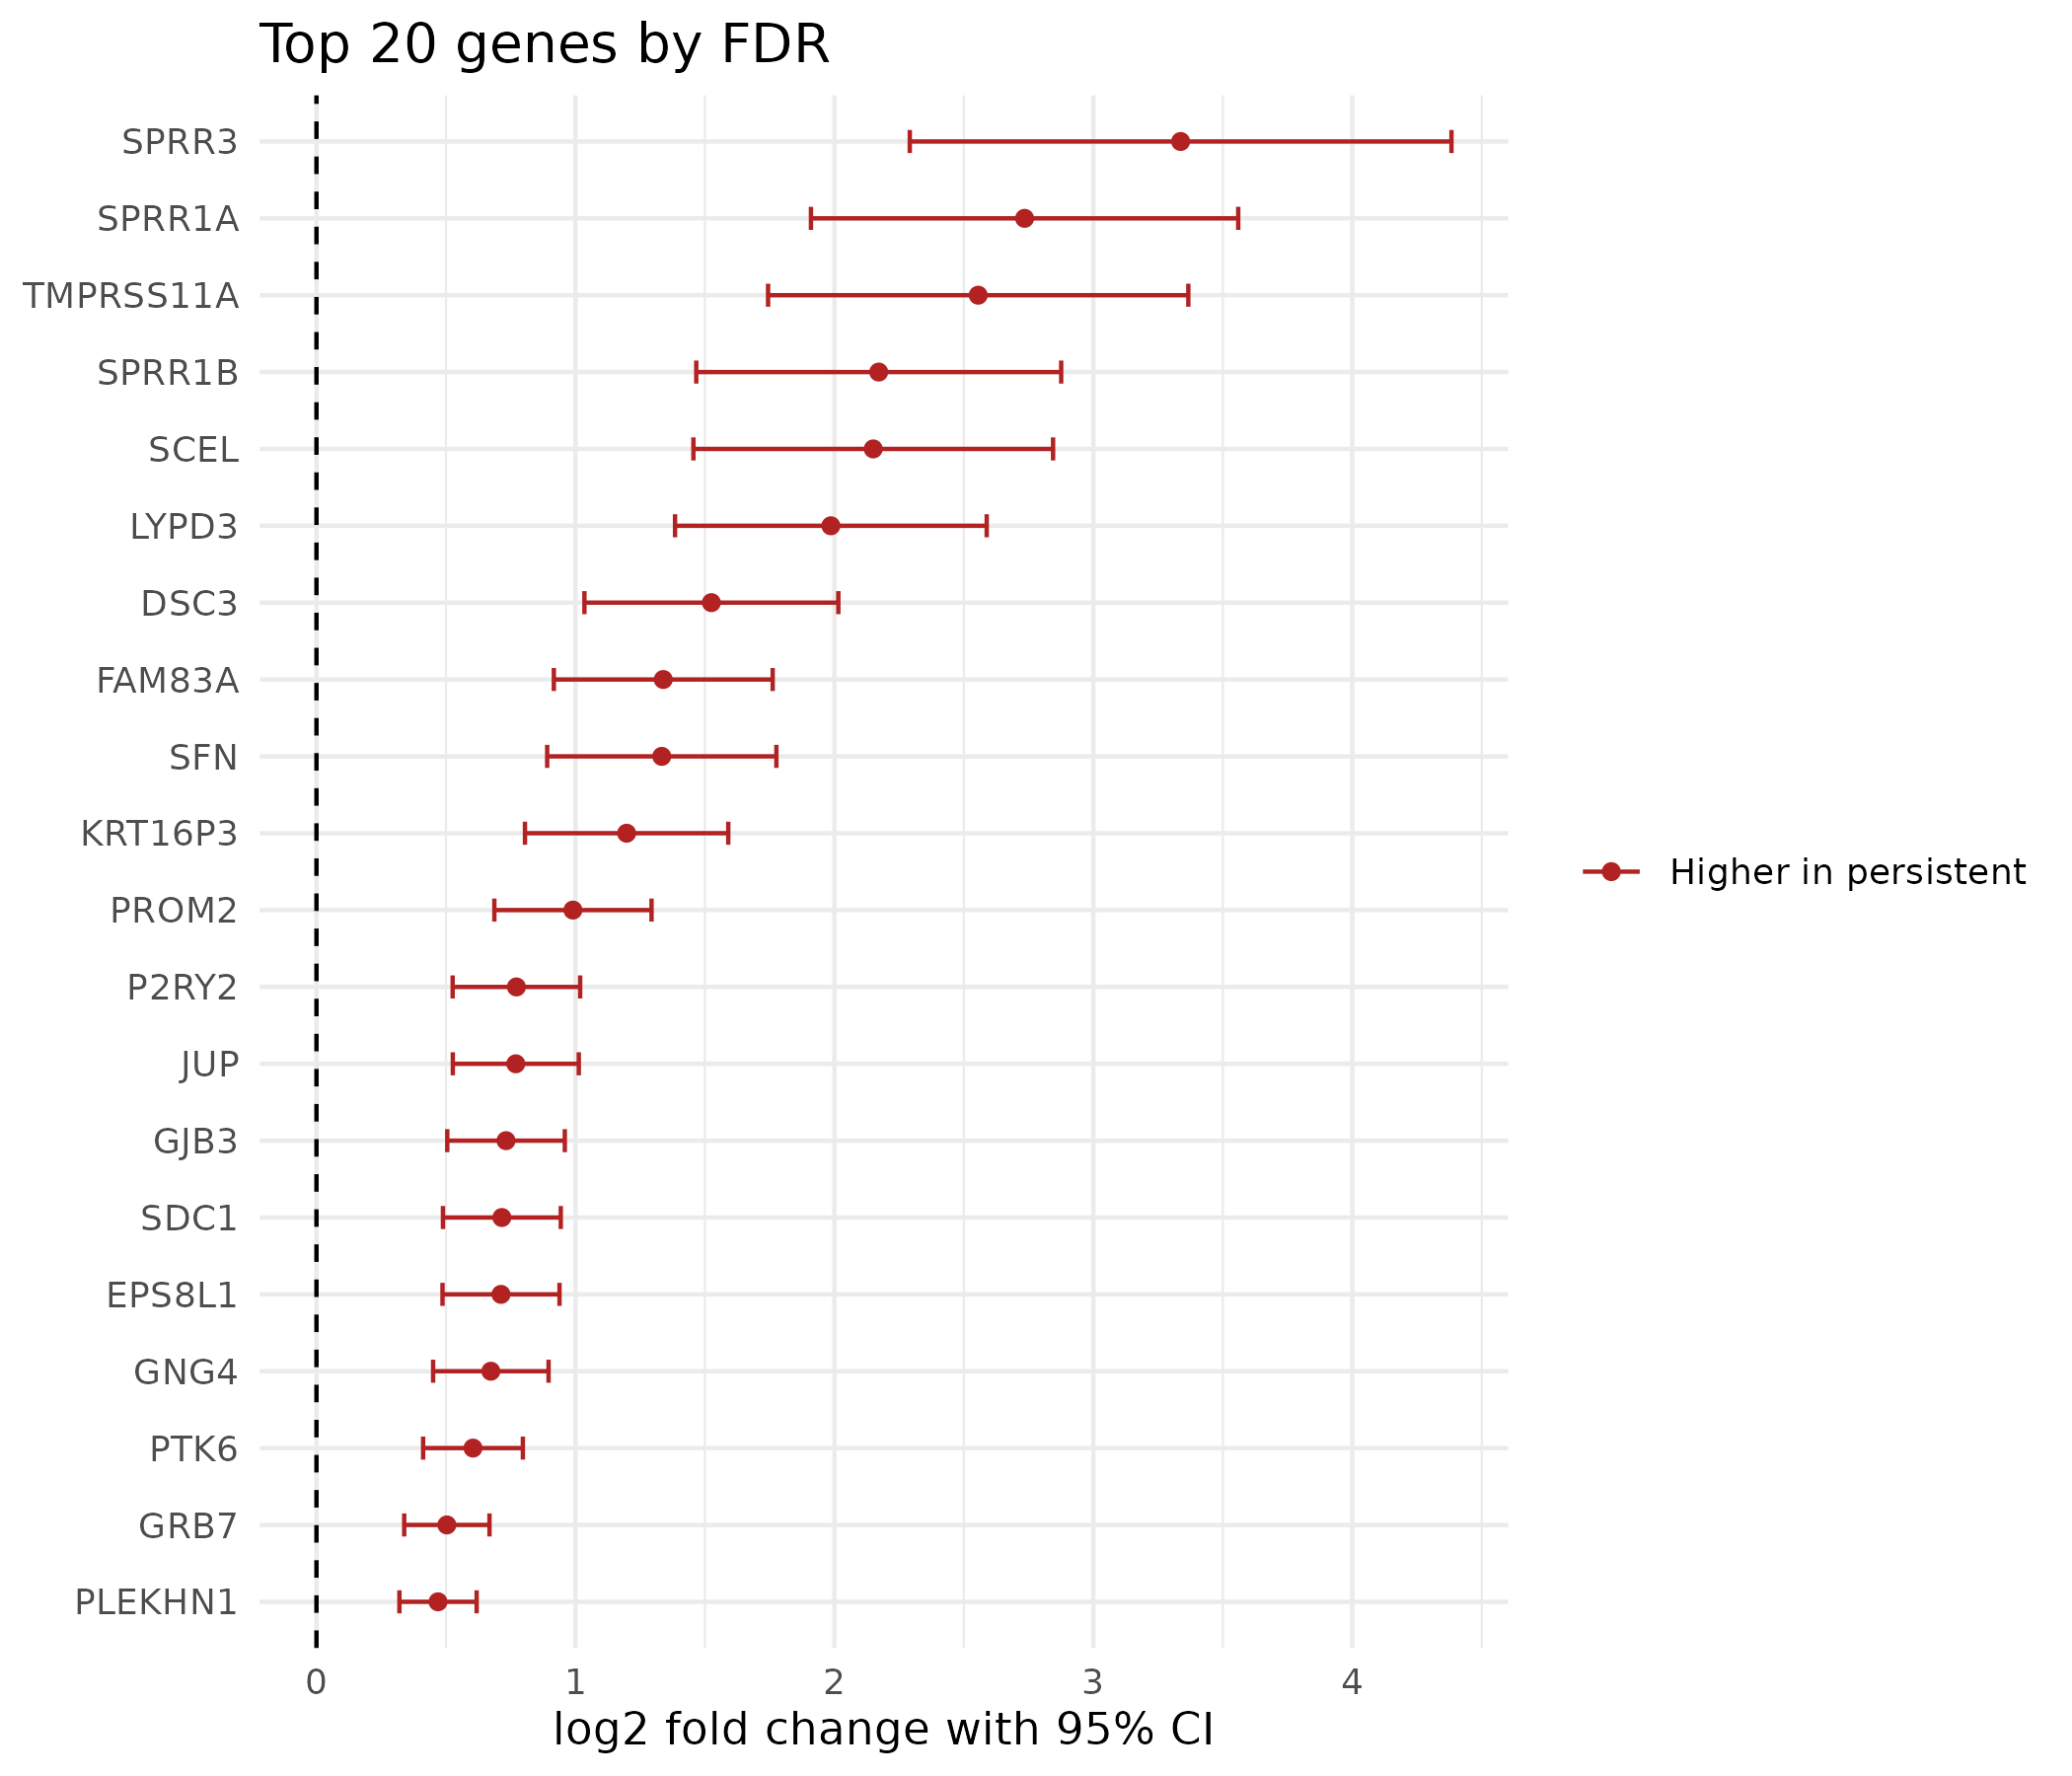 Top 20 genes by FDR
SPRR3
SPRR1A
TMPRSS11A
SPRR1B
SCEL
LYPD3
DSC3
FAM83A
SFN
KRT16P3
Higher in persistent
PROM2
P2RY2
JUP
GJB3
SDC1
EPS8L1
GNG4
PTK6
GRB7
PLEKHN1
0 1 2 3 4
log2 fold change with 95% CI